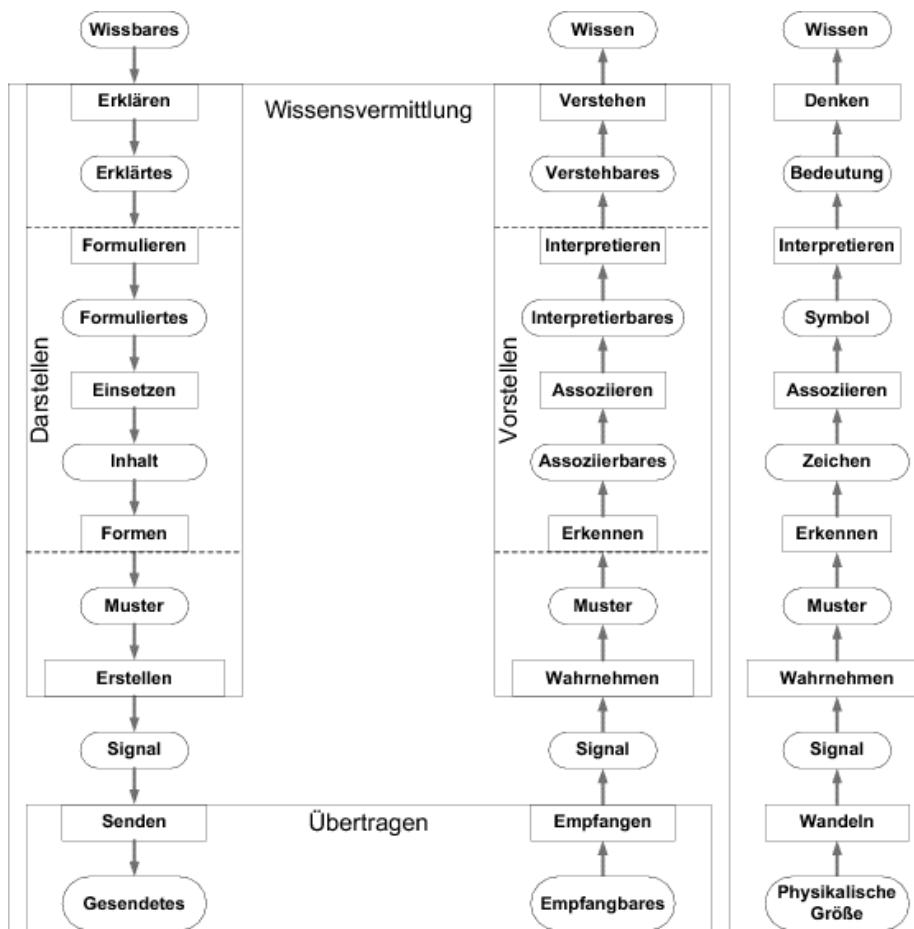 Wissbares
Erklären
Erklärtes
Formulieren
Formuliertes
Einsetzen
Inhalt
Formen
Muster
Erstellen
Signal
Senden
Gesendetes
Darstellen
Wissensvermittlung
Übertragen
Wissen
Verstehen
Verstehbares
Interpretieren
Interpretierbares
Assoziieren
Assoziierbares
Erkennen
Muster
Wahrnehmen
Signal
Empfangen
Empfangbares
Vorstellen
Wissen
Denken
Bedeutung
Interpretieren
Symbol
Assoziieren
Zeichen
Erkennen
Muster
Wahrnehmen
Signal
Wandeln
Physikalische
Größe